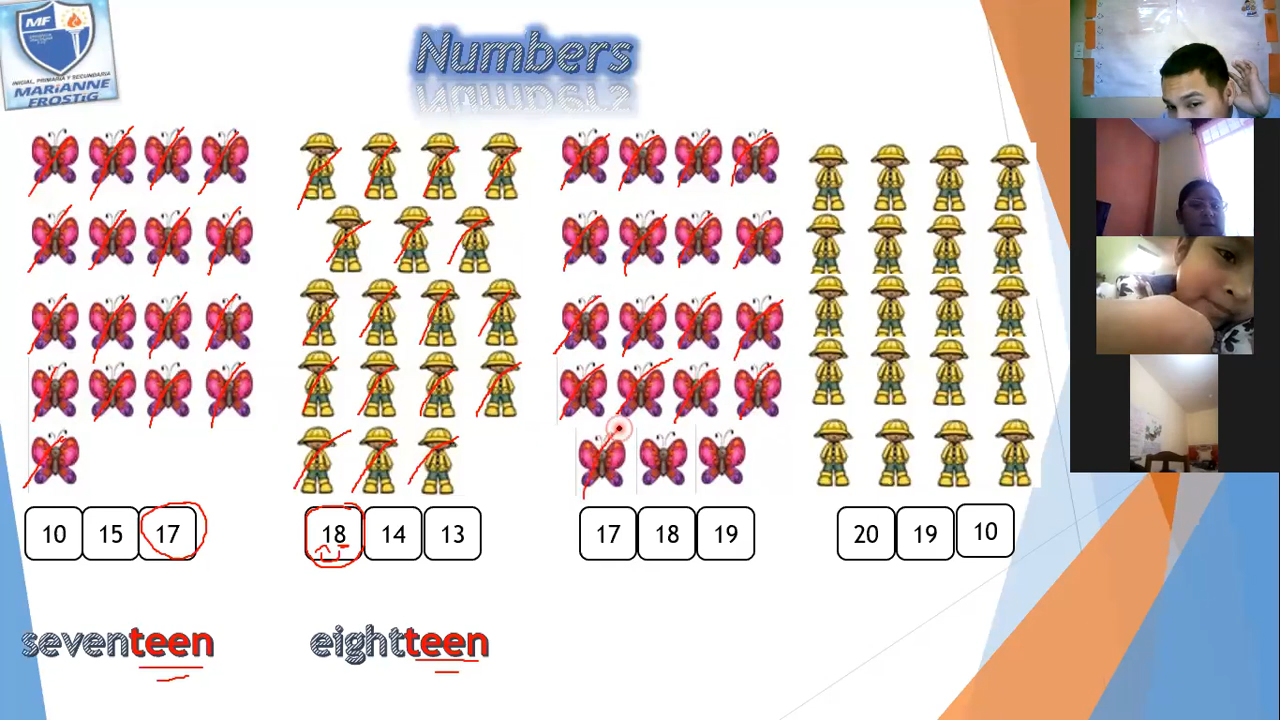 MF
INICIAL, PRIMARIA Y SECUNDARIA
MARIANNE
FROSTIG
Numbers
10 15 17
18 14 13
17 18 19
20 19 10
seventeen
eightteen